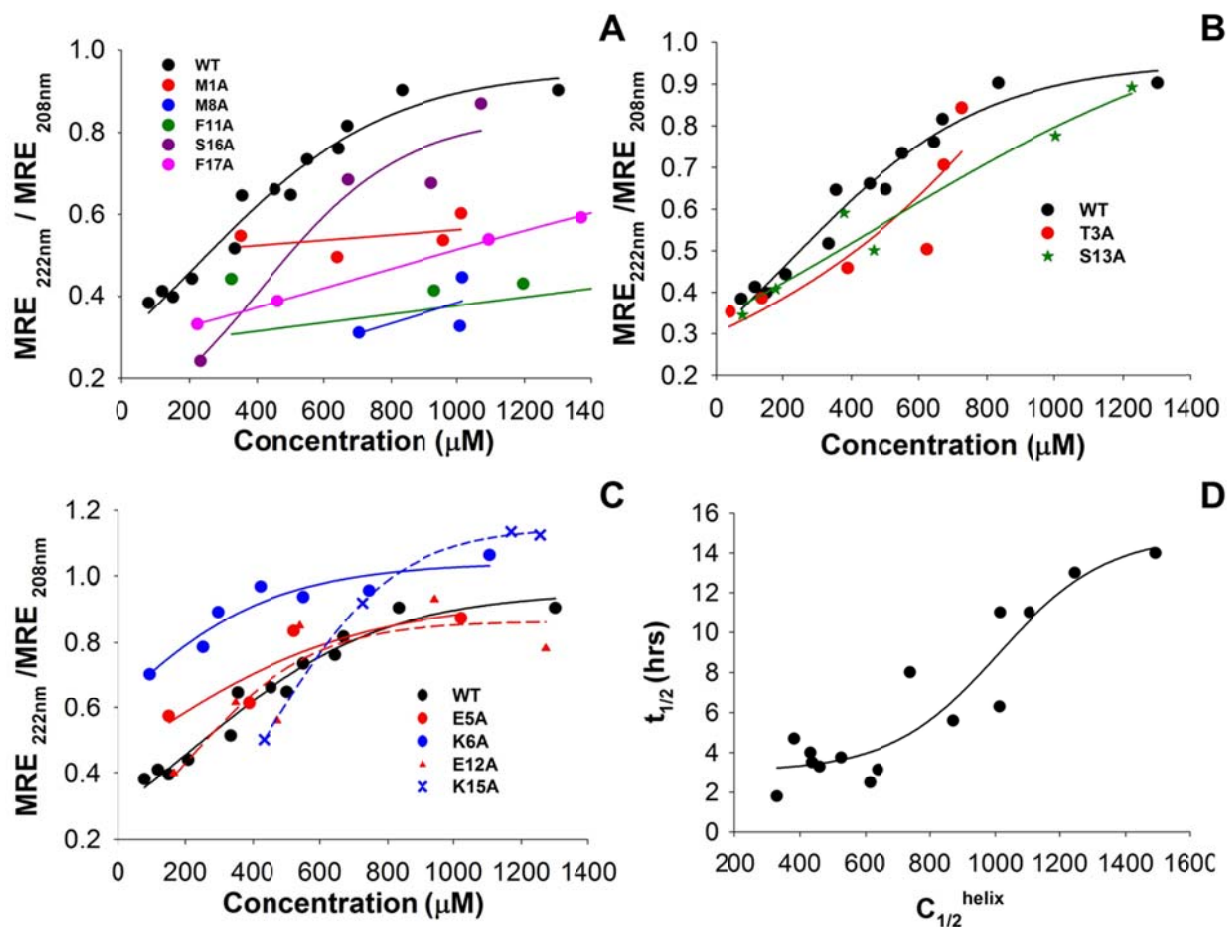 A
1.0
0.8
0.6
0.4
0.2
MRE 222nm / MRE 208nm
WT
M1A
M8A
F11A
S16A
F17A
0 200 400 600 800 1000 1200 140
Concentration (μM)
B
1.0
0.9
0.8
0.7
0.6
0.5
0.4
0.3
0.2
MRE222nm /MRE 208nm
WT
T3A
S13A
0 200 400 600 800 1000 1200 1400
Concentration (μM)
C
1.2
1.0
0.8
0.6
0.4
0.2
MRE 222nm /MRE 208nm
WT
E5A
K6A
E12A
K15A
0 200 400 600 800 1000 1200 1400
Concentration (μM)
D
16
14
12
10
8
6
4
2
0
t1/2 (hrs)
200 400 600 800 1000 1200 1400 1600
C1/2 helix